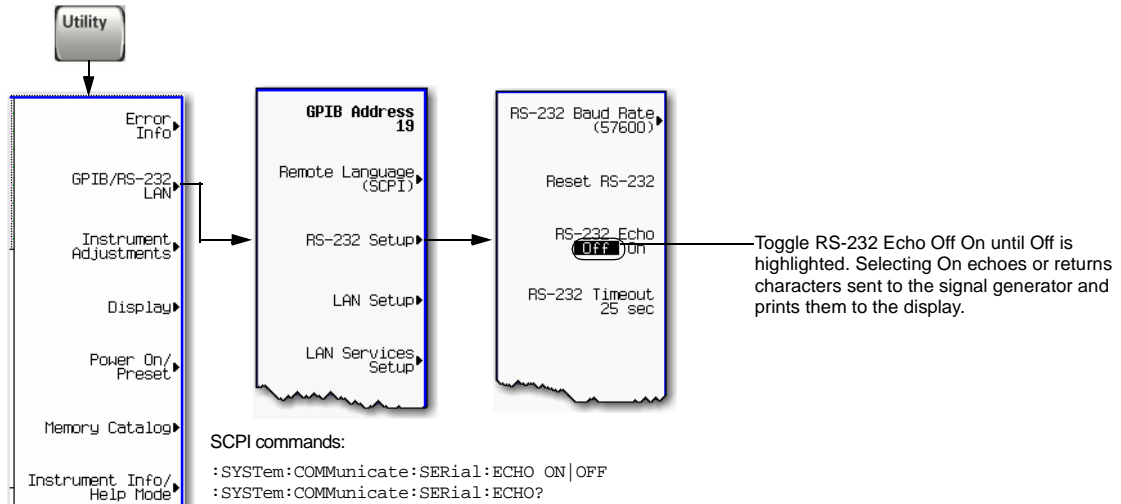 Utility
Error
Info
GPIB/RS-232
LAN
Instrument
Adjustments
Display
Power On/
Preset
Memory Catalog
Instrument Info/
Help Mode
GPIB Address
19
Remote Language
(SCPI)
RS-232 Setup
LAN Setup
LAN Services
Setup
RS-232 Baud Rate
(57600)
Reset RS-232
RS-232 Echo
Off On
RS-232 Timeout
25 sec
Toggle RS-232 Echo Off On until Off is
highlighted. Selecting On echoes or returns
characters sent to the signal generator and
prints them to the display.
SCPI commands:
:SYSTem:COMMunicate:SERial:ECHO ON|OFF
:SYSTem:COMMunicate:SERial:ECHO?